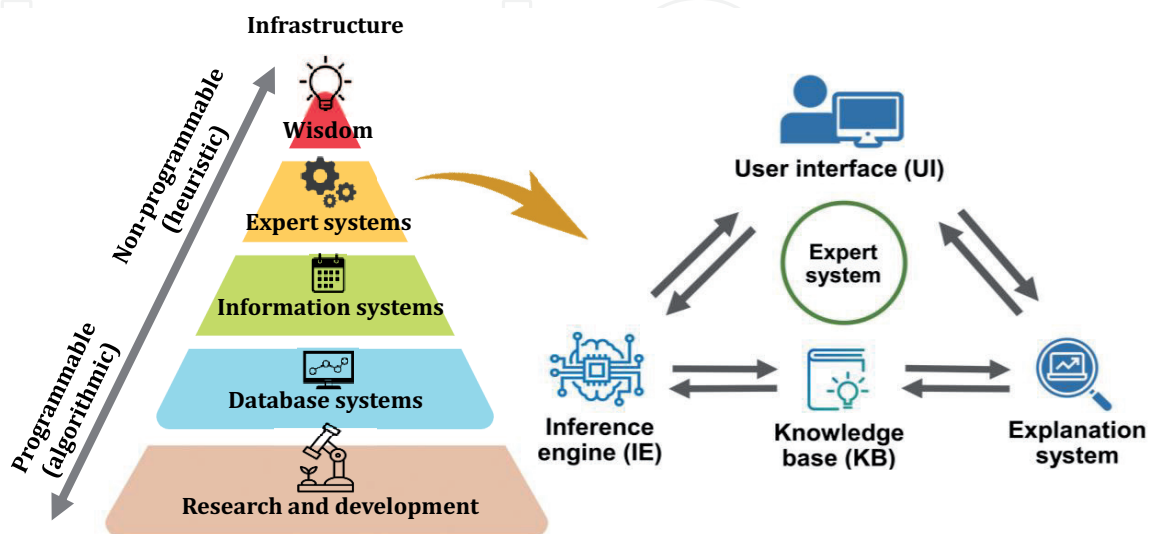 Infrastructure
Non-programmable
(heuristic)
Programmable
(algorithmic)
Wisdom
Expert systems
Information systems
Database systems
Research and development
User interface (UI)
Expert
system
Inference
engine (IE)
Knowledge
base (KB)
Explanation
system